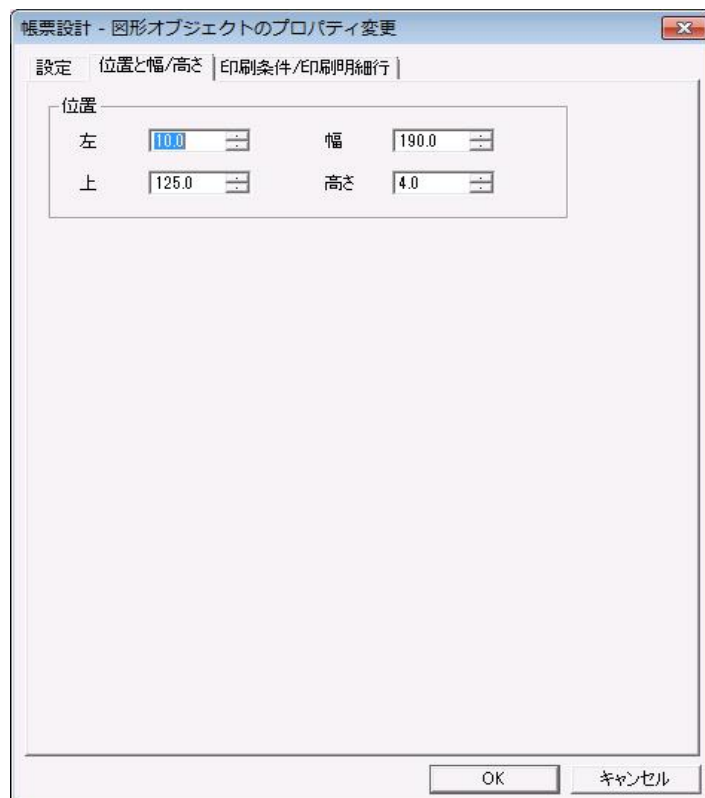 帳票設計 - 図形オブジェクトのプロパティ変更
設定 位置と幅/高さ 印刷条件/印刷明細行
位置
左 10.0 幅 190.0
上 125.0 高さ 4.0
OK キャンセル